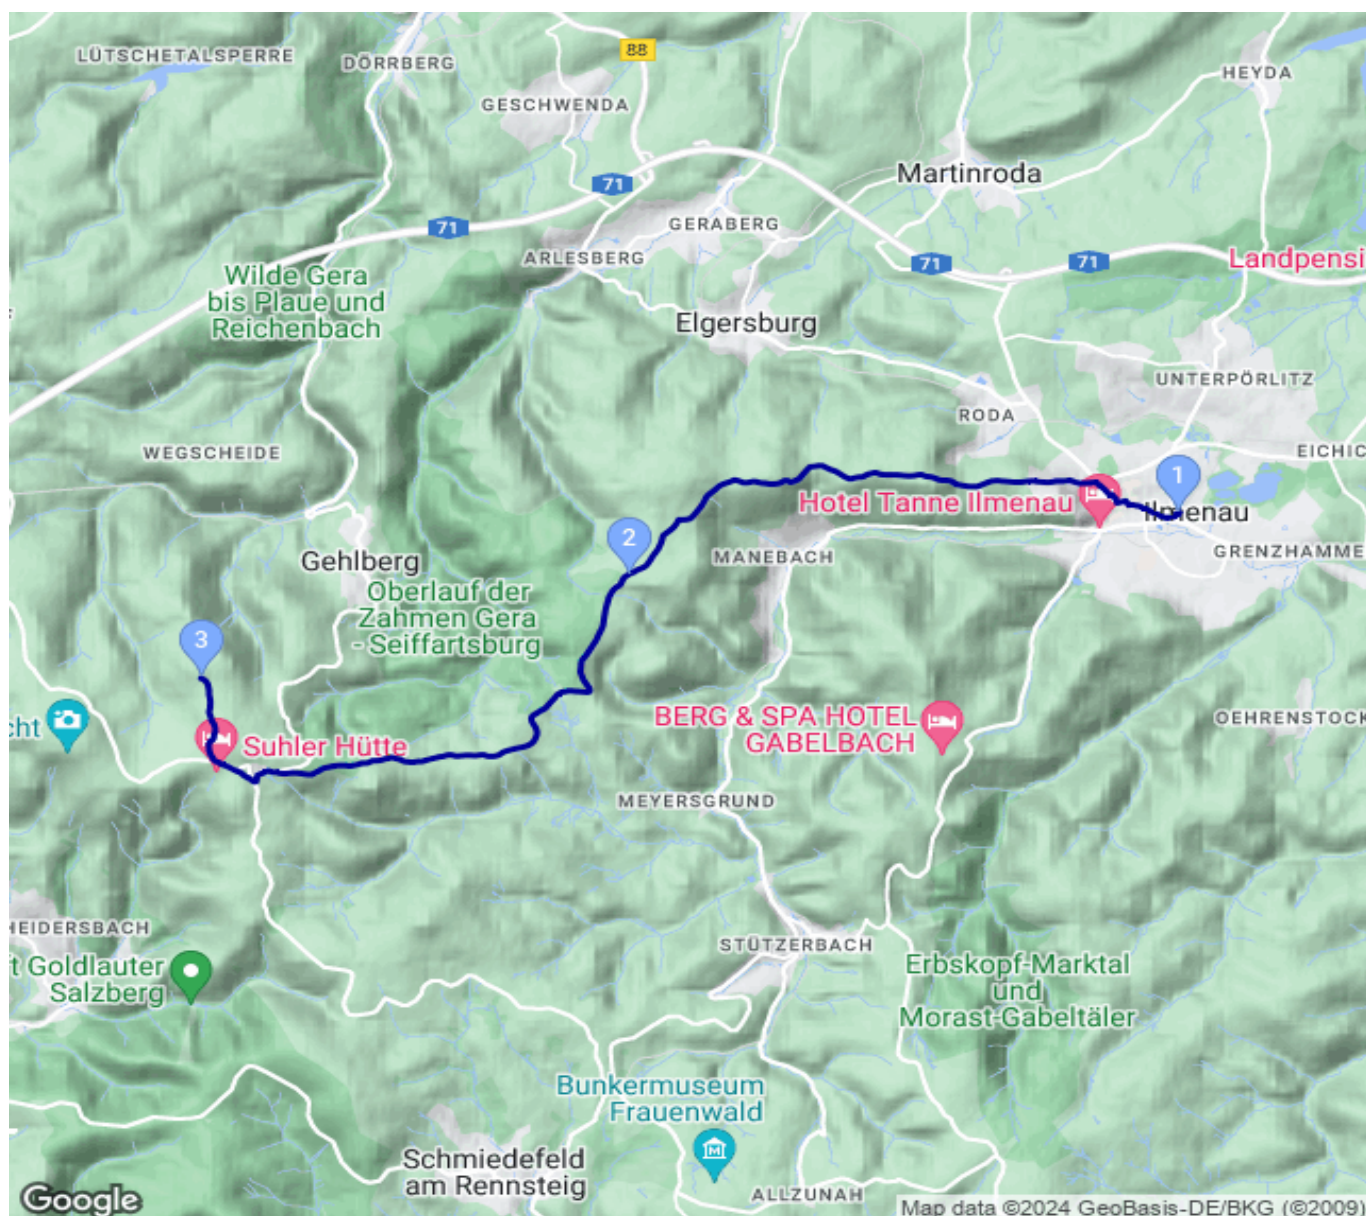 LÜTSCHETALSPERRE
DÖRRBERG
88
HEYDA
GESCHWENDA
71
Martinroda
71
GERABERG
ARLESBERG
71
71
Landpensi
Wilde Gera
bis Plaue und
Reichenbach
Elgersburg
UNTERPÖRLITZ
RODA
WEGSCHEIDE
EICHIC
1
Hotel Tanne Ilmenau
Ilmenau
2
GRENZHAMME
MANEBACH
Gehlberg
Oberlauf der
Zahmen Gera
- Seiffartsburg
3
cht
BERG & SPA HOTEL
GABELBACH
OEHRENSTOCK
Suhler Hütte
MEYERSGRUND
HEIDERSBACH
STÜTZERBACH
ft Goldlauter
Salzberg
Erbskopf-Marktal
und
Morast-Gabeltäler
Bunkermuseum
Frauenwald
M
Schmiedefeld
am Rennsteig
ALLZUNAH
Google
Map data ©2024 GeoBasis-DE/BKG (©2009)